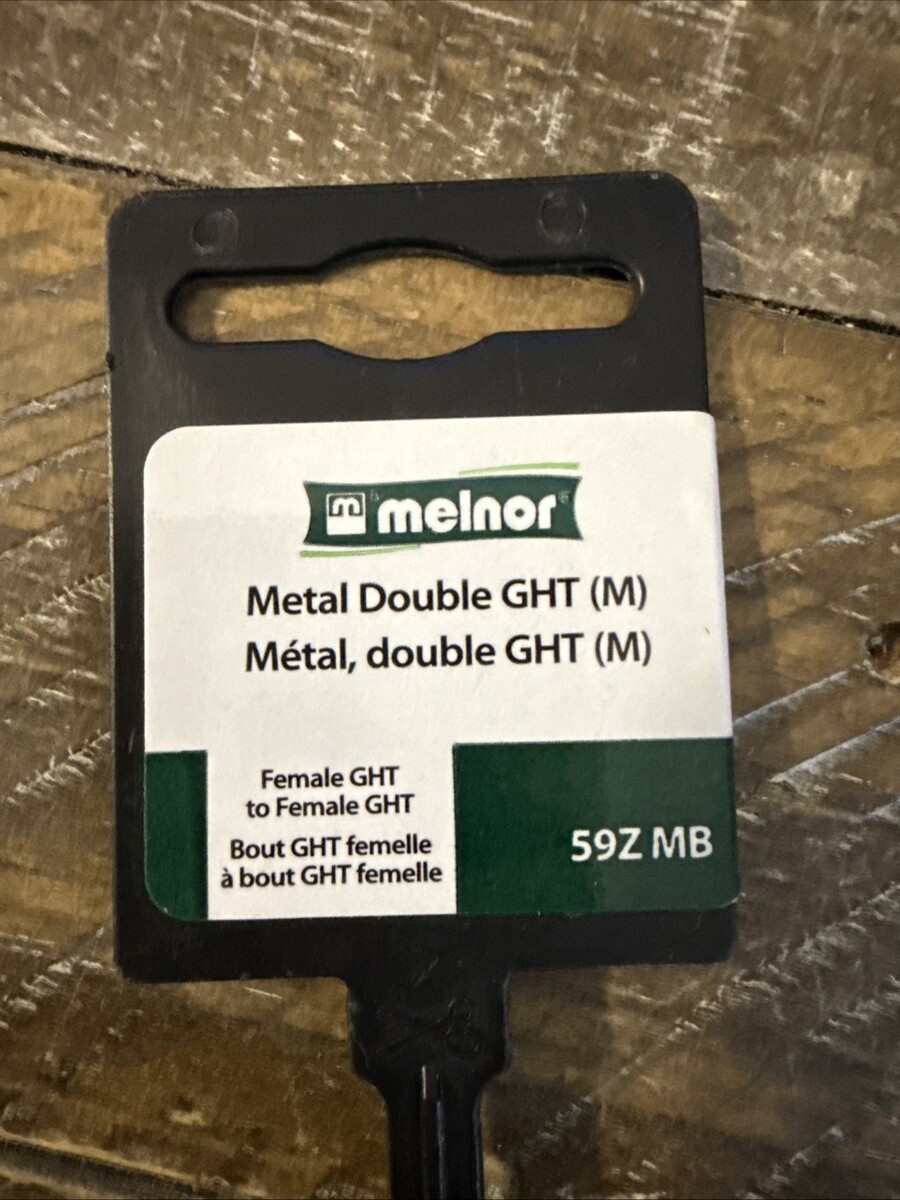 m melnor
Metal Double GHT (M)
Métal, double GHT (M)
Female GHT
to Female GHT
Bout GHT femelle
à bout GHT femelle
59Z MB